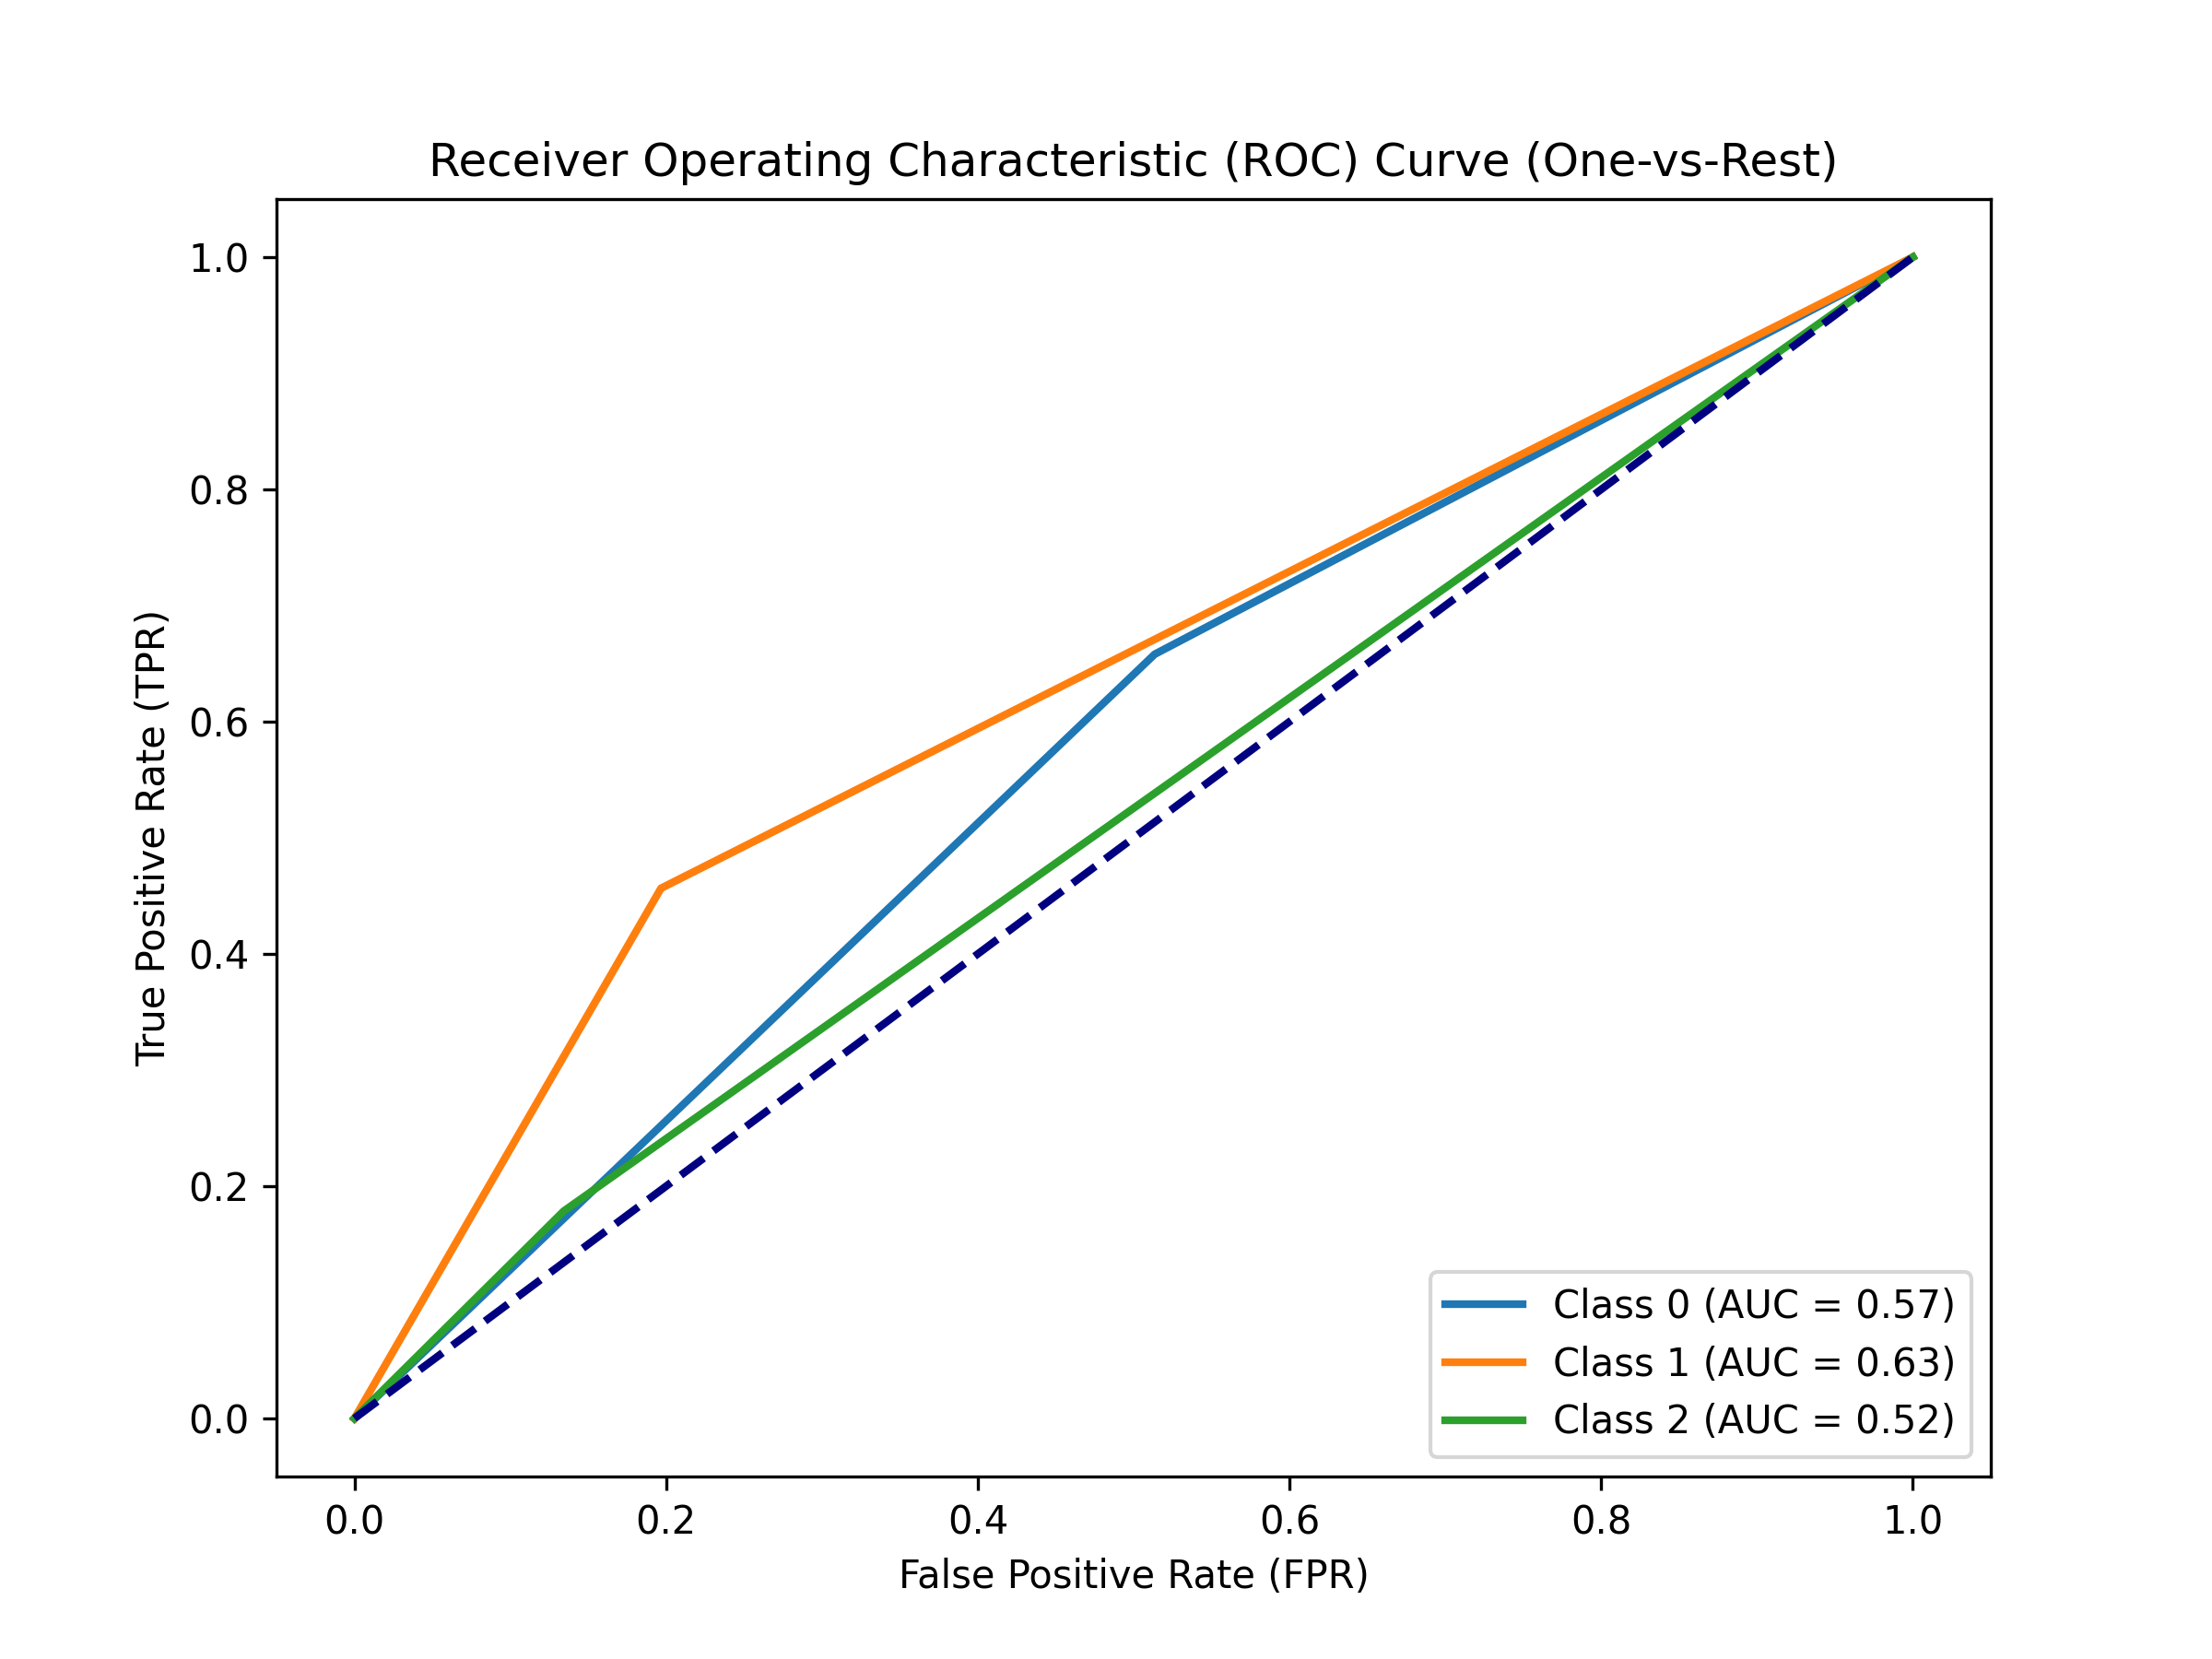 Receiver Operating Characteristic (ROC) Curve (One-vs-Rest)
True Positive Rate (TPR)
1.0
0.8
0.6
0.4
0.2
0.0
0.0 0.2 0.4 0.6 0.8 1.0
False Positive Rate (FPR)
Class 0 (AUC = 0.57)
Class 1 (AUC = 0.63)
Class 2 (AUC = 0.52)